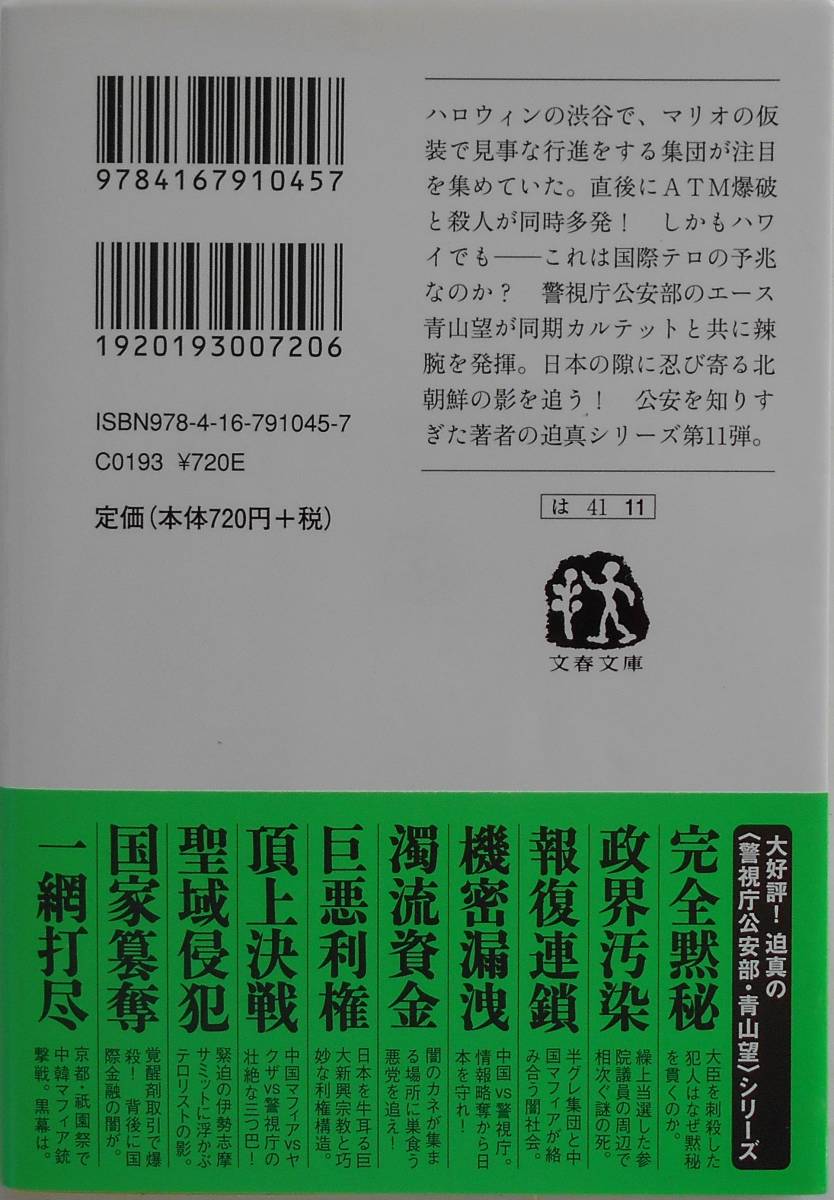 9784167910457
1920193007206
ISBN978-4-16-791045-7
C0193 ¥720E
定価(本体720円+税)
ハロウィンの渋谷で、マリオの仮
装で見事な行進をする集団が注目
を集めていた。直後にATM爆破
と殺人が同時多発！　しかもハワ
イでも――これは国際テロの予兆
なのか？　警視庁公安部のエース
青山望が同期カルテットと共に辣
腕を発揮。日本の隙に忍び寄る北
朝鮮の影を追う！　公安を知りす
ぎた著者の迫真シリーズ第11弾。
は 41 11
文春文庫
大好評！迫真の
〈警視庁公安部・青山望〉シリーズ
完全黙秘
大臣を刺殺した
犯人はなぜ黙秘
を貫くのか。
政界汚染
繰上当選した参
院議員の周辺で
相次ぐ謎の死。
報復連鎖
半グレ集団と中
国マフィアが絡
み合う闇社会。
機密漏洩
中国vs警視庁。
情報略奪から日
本を守れ！
濁流資金
闇のカネが集ま
る場所に巣食う
悪党を追え！
巨悪利権
日本を牛耳る巨
大新興宗教と巧
妙な利権構造。
頂上決戦
中国マフィアvsヤ
クザvs警視庁の
壮絶な三つ巴！
聖域侵犯
緊迫の伊勢志摩
サミットに浮かぶ
テロリストの影。
国家簒奪
覚醒剤取引で爆
殺！背後に国
際金融の闇が。
一網打尽
京都・祇園祭で
中韓マフィア銃
撃戦。黒幕は。